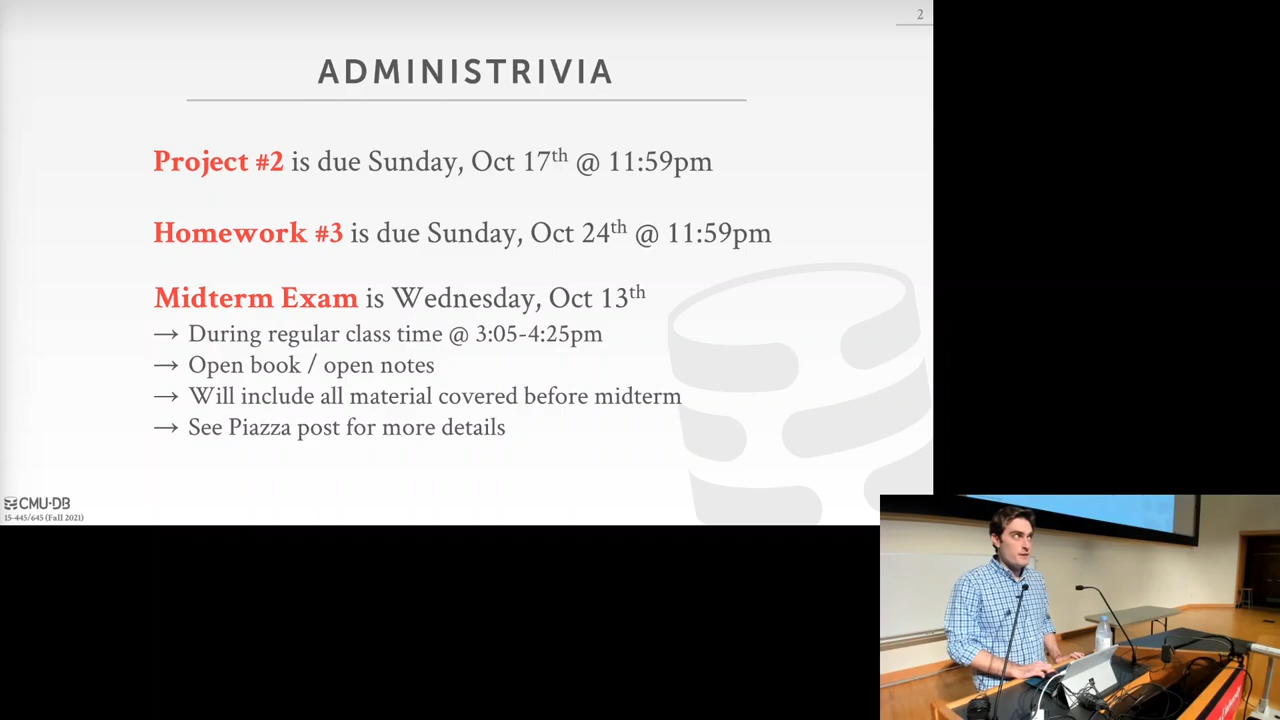 2
ADMINISTRIVIA
Project #2 is due Sunday, Oct 17th @ 11:59pm
Homework #3 is due Sunday, Oct 24th @ 11:59pm
Midterm Exam is Wednesday, Oct 13th
→ During regular class time @ 3:05-4:25pm
→ Open book / open notes
→ Will include all material covered before midterm
→ See Piazza post for more details
CMU·DB
15-445/645 (Fall 2021)